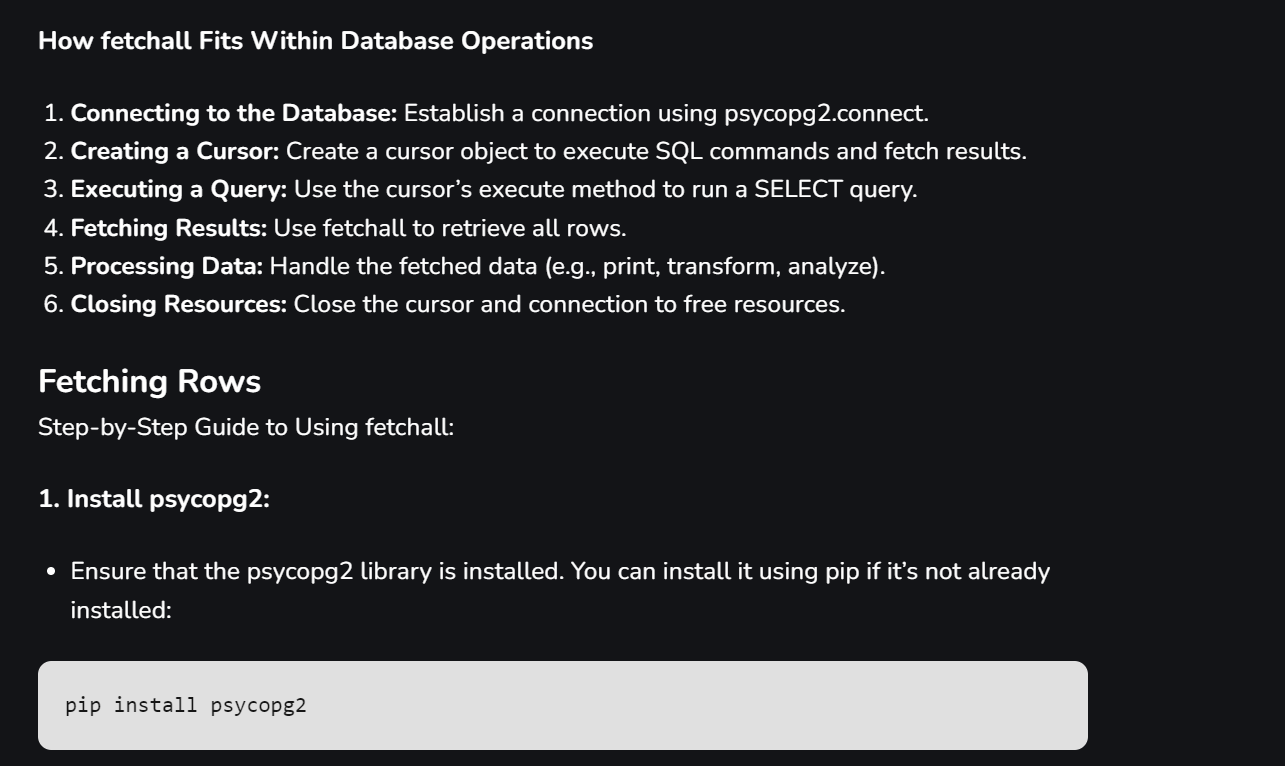 How fetchall Fits Within Database Operations
1. Connecting to the Database: Establish a connection using psycopg2.connect.
2. Creating a Cursor: Create a cursor object to execute SQL commands and fetch results.
3. Executing a Query: Use the cursor’s execute method to run a SELECT query.
4. Fetching Results: Use fetchall to retrieve all rows.
5. Processing Data: Handle the fetched data (e.g., print, transform, analyze).
6. Closing Resources: Close the cursor and connection to free resources.
Fetching Rows
Step-by-Step Guide to Using fetchall:
1. Install psycopg2:
• Ensure that the psycopg2 library is installed. You can install it using pip if it’s not already
installed:
pip install psycopg2